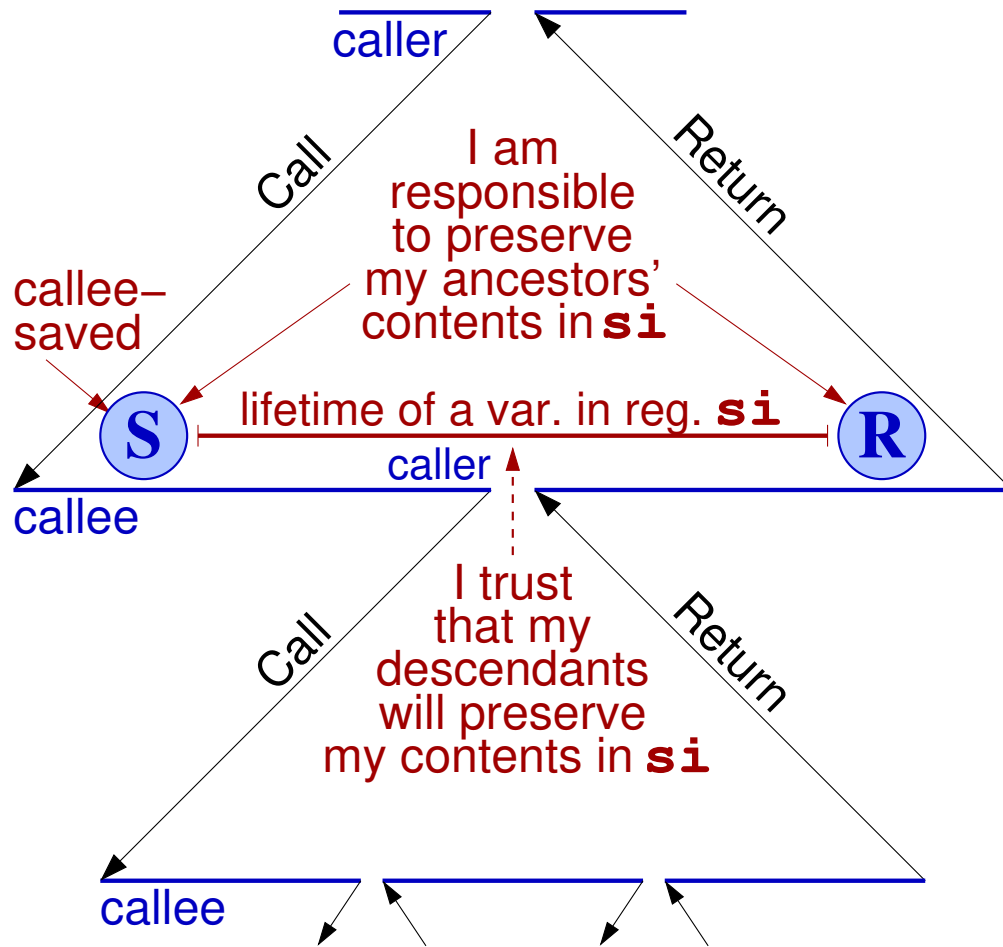 caller
Call
Return
I am
responsible
to preserve
my ancestors’
contents in si
callee–
saved
S
lifetime of a var. in reg. si
R
caller
callee
Call
Return
I trust
that my
descendants
will preserve
my contents in si
callee